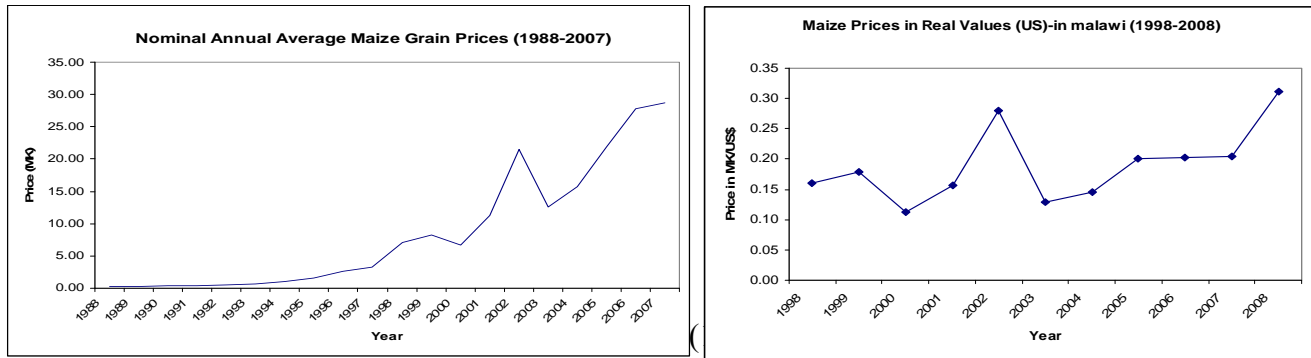 Nominal Annual Average Maize Grain Prices (1988-2007)
35.00
30.00
25.00
20.00
15.00
10.00
5.00
0.00
Price (MK)
1988 1989 1990 1991 1992 1993 1994 1995 1996 1997 1998 1999 2000 2001 2002 2003 2004 2005 2006 2007
Year
(
Maize Prices in Real Values (US)-in malawi (1998-2008)
0.35
0.30
0.25
0.20
0.15
0.10
0.05
0.00
Price in MK/US$
1998 1999 2000 2001 2002 2003 2004 2005 2006 2007 2008
Year